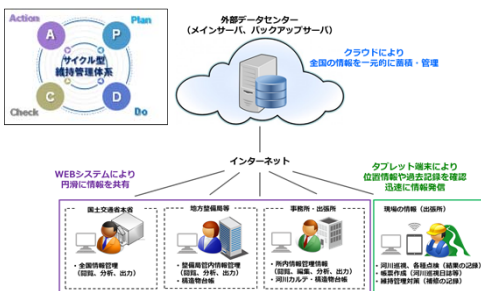 Action
Plan
A
P
サイクル型
維持管理体系
C
D
Check
Do
外部データセンター
(メインサーバ、バックアップサーバ)
クラウドにより
全国の情報を一元的に蓄積・管理
インターネット
WEBシステムにより
円滑に情報を共有
タブレット端末により
位置情報や過去記録を確認
迅速に情報発信
国土交通省本省
・全国情報管理
(閲覧、分析、出力)
地方整備局等
・整備局管内情報管理
(閲覧、分析、出力)
・構造物台帳
事務所・出張所
・所内情報管理情報
(閲覧、編集、分析、出力)
・河川カルテ・構造物台帳
現場の情報(出張所)
・河川巡視、各種点検(結果の記録)
・帳票作成(河川巡視日誌等)
・維持管理対策(補修の記録)